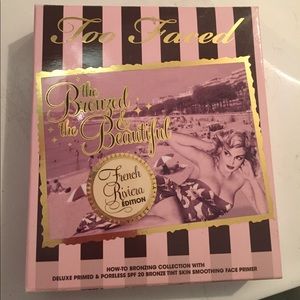 Too Faced
the
Bronzed &
the Beautiful
French
Riviera
EDITION
HOW-TO BRONZING COLLECTION WITH
DELUXE PRIMED & PORELESS SPF 20 BRONZE TINT SKIN SMOOTHING FACE PRIMER